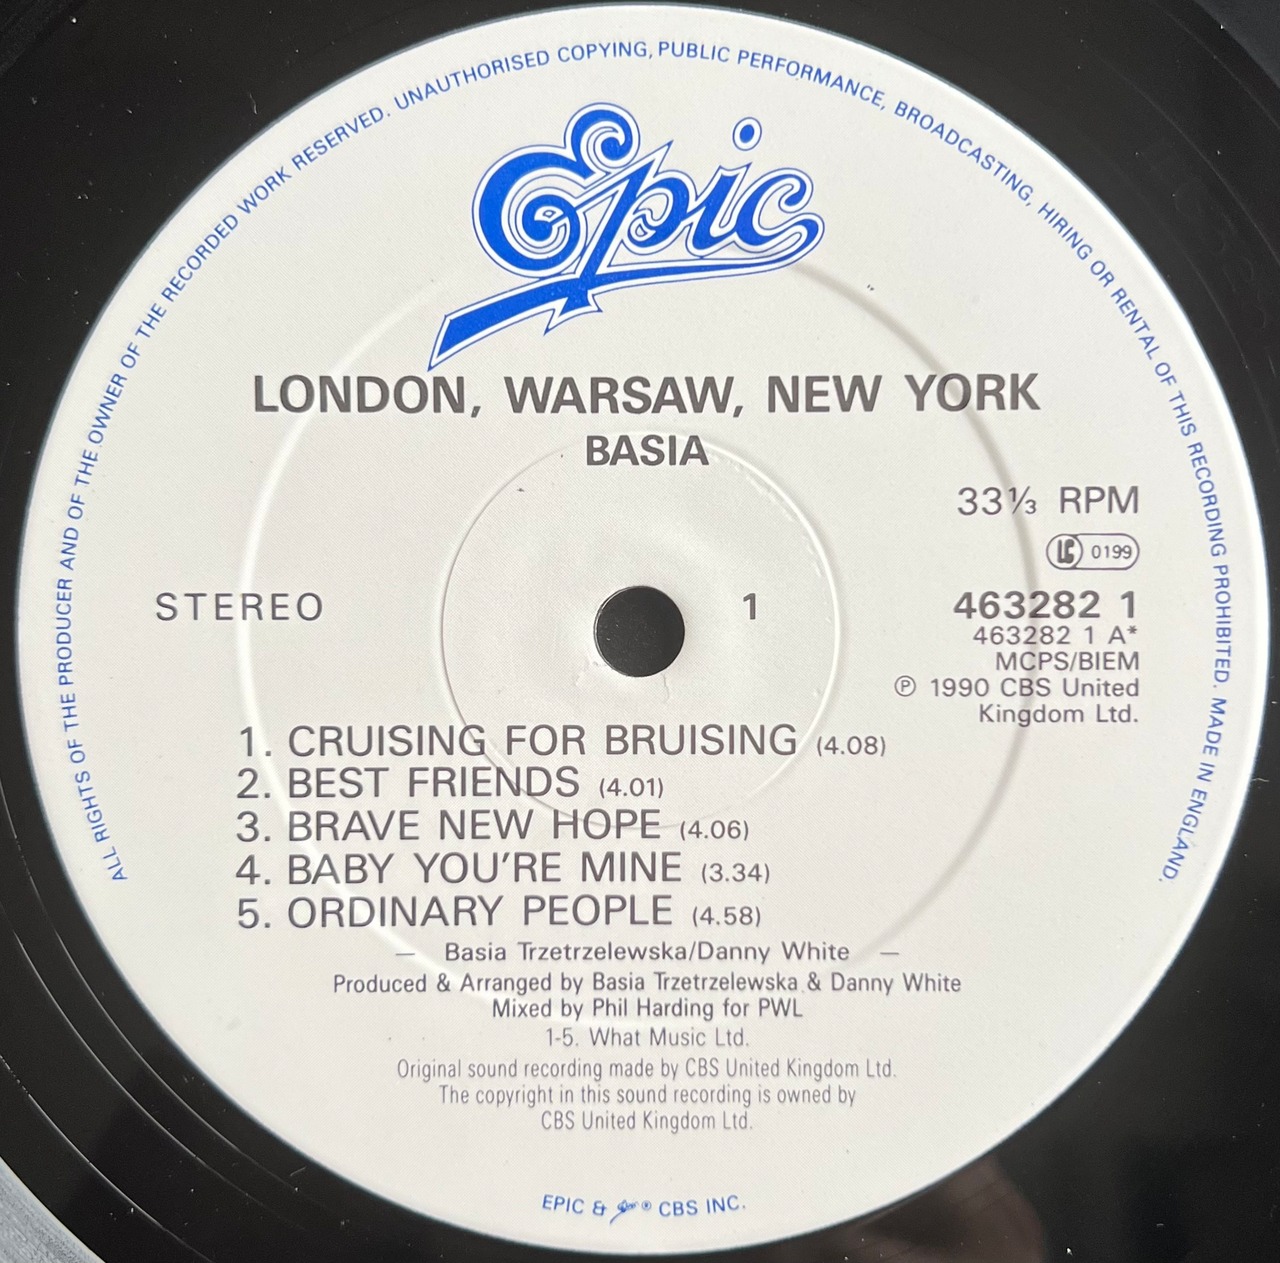 ALL RIGHTS OF THE PRODUCER AND OF THE OWNER OF THE RECORDED WORK RESERVED. UNAUTHORISED COPYING, PUBLIC PERFORMANCE, BROADCASTING, HIRING OR RENTAL OF THIS RECORDING PROHIBITED. MADE IN ENGLAND.
Epic
LONDON, WARSAW, NEW YORK
BASIA
33⅓ RPM
LC 0199
STEREO
1
463282 1
463282 1 A*
MCPS/BIEM
℗ 1990 CBS United
Kingdom Ltd.
1. CRUISING FOR BRUISING (4.08)
2. BEST FRIENDS (4.01)
3. BRAVE NEW HOPE (4.06)
4. BABY YOU'RE MINE (3.34)
5. ORDINARY PEOPLE (4.58)
— Basia Trzetrzelewska/Danny White —
Produced & Arranged by Basia Trzetrzelewska & Danny White
Mixed by Phil Harding for PWL
1-5. What Music Ltd.
Original sound recording made by CBS United Kingdom Ltd.
The copyright in this sound recording is owned by
CBS United Kingdom Ltd.
EPIC & Epic ® CBS INC.